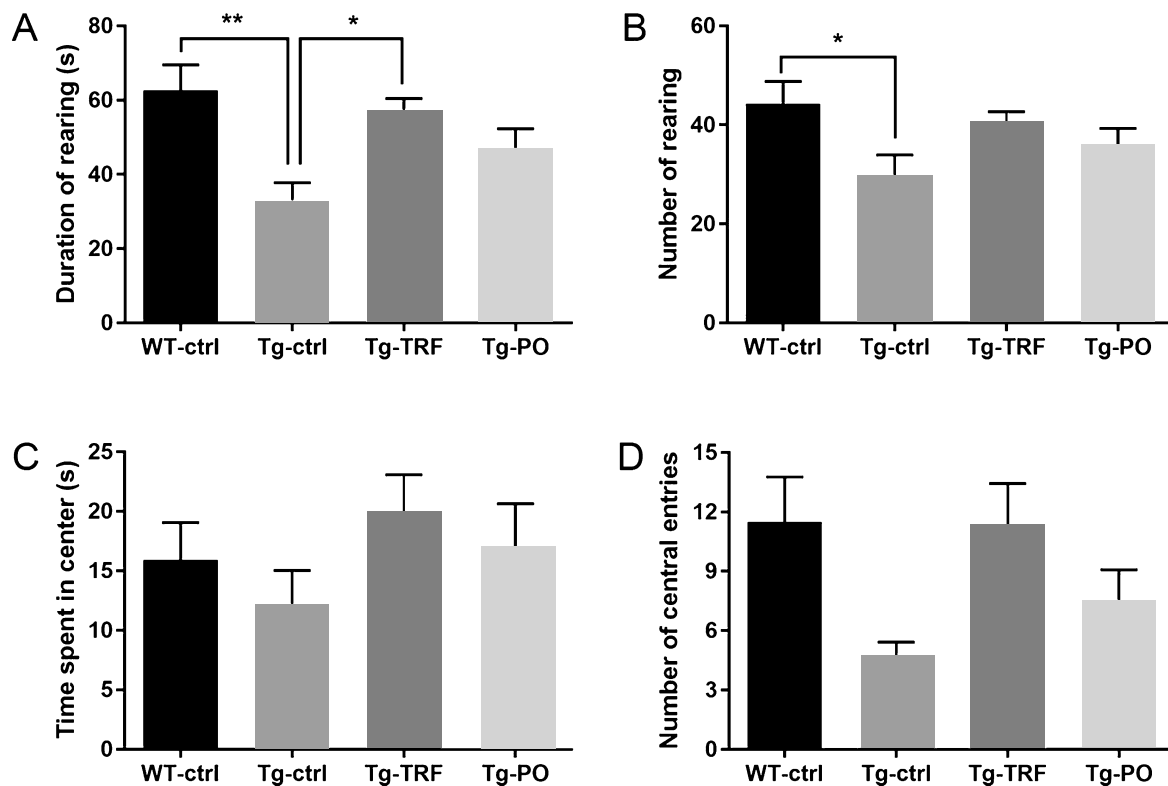 A
Duration of rearing (s)
80
60
40
20
0
**
*
WT-ctrl Tg-ctrl Tg-TRF Tg-PO
B
Number of rearing
60
40
20
0
*
WT-ctrl Tg-ctrl Tg-TRF Tg-PO
C
Time spent in center (s)
25
20
15
10
5
0
WT-ctrl Tg-ctrl Tg-TRF Tg-PO
D
Number of central entries
15
12
9
6
3
0
WT-ctrl Tg-ctrl Tg-TRF Tg-PO